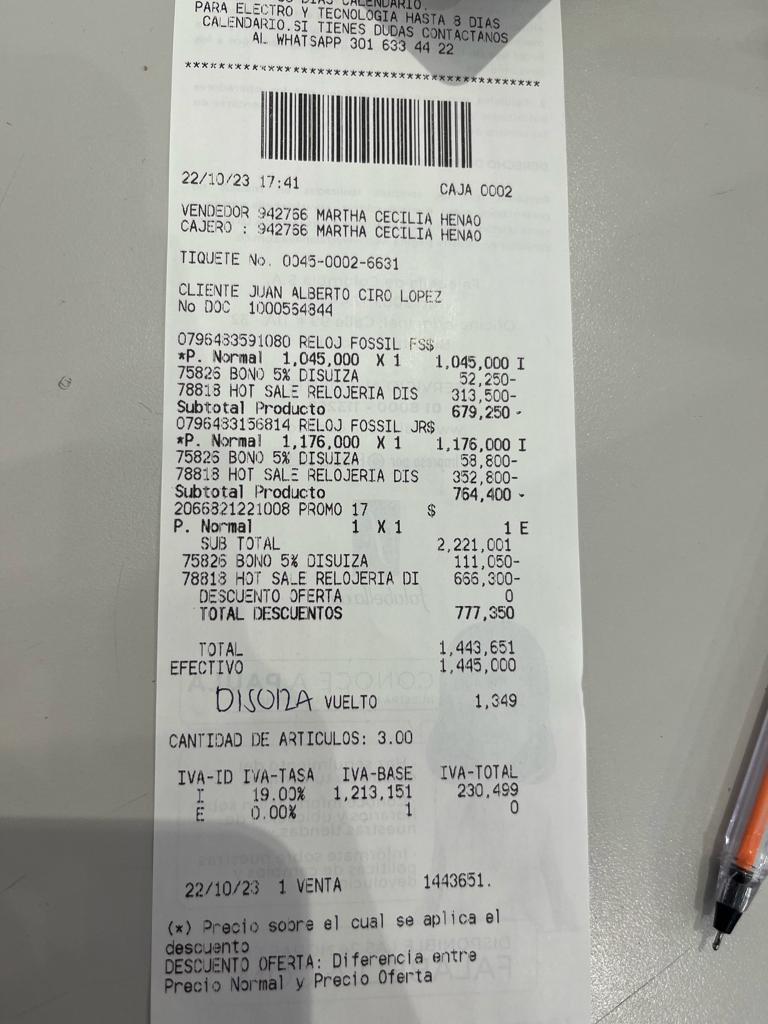 DIAS CALENDARIO.
PARA ELECTRO Y TECNOLOGIA HASTA 8 DIAS
CALENDARIO.SI TIENES DUDAS CONTACTANOS
AL WHATSAPP 301 633 44 22
****************************************
22/10/23 17:41 CAJA 0002
VENDEDOR 942766 MARTHA CECILIA HENAO
CAJERO : 942766 MARTHA CECILIA HENAO
TIQUETE No. 0045-0002-6631
CLIENTE JUAN ALBERTO CIRO LOPEZ
No DOC 1000564844
0796483591080 RELOJ FOSSIL FS$
*P. Normal 1,045,000 X 1 1,045,000 I
75826 BONO 5% DISUIZA 52,250-
78818 HOT SALE RELOJERIA DIS 313,500-
Subtotal Producto 679,250 -
0796483156814 RELOJ FOSSIL JR$
*P. Normal 1,176,000 X 1 1,176,000 I
75826 BONO 5% DISUIZA 58,800-
78818 HOT SALE RELOJERIA DIS 352,800-
Subtotal Producto 764,400 -
2066821221008 PROMO 17 $
P. Normal 1 X 1 1 E
SUB TOTAL 2,221,001
75826 BONO 5% DISUIZA 111,050-
78818 HOT SALE RELOJERIA DI 666,300-
DESCUENTO OFERTA 0
TOTAL DESCUENTOS 777,350
TOTAL 1,443,651
EFECTIVO 1,445,000
DISUIZA VUELTO 1,349
CANTIDAD DE ARTICULOS: 3.00
IVA-ID IVA-TASA IVA-BASE IVA-TOTAL
I 19.00% 1,213,151 230,499
E 0.00% 1 0
22/10/23 1 VENTA 1443651.
(*) Precio sobre el cual se aplica el
descuento
DESCUENTO OFERTA: Diferencia entre
Precio Normal y Precio Oferta